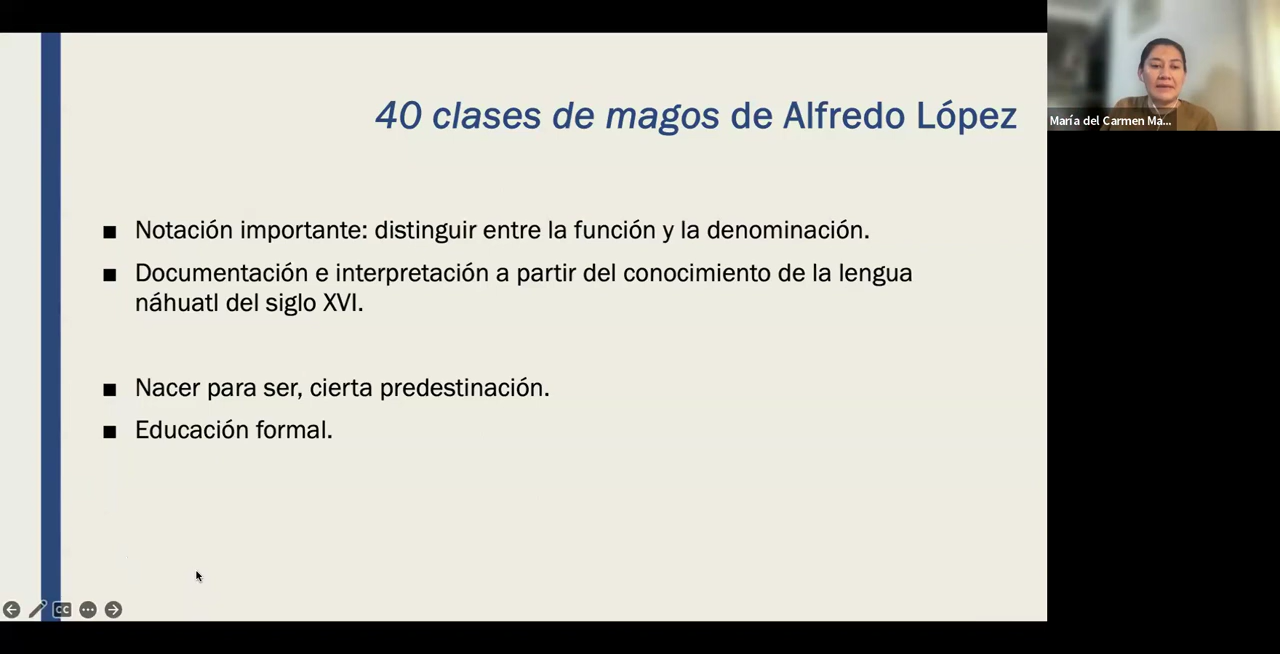 40 clases de magos de Alfredo López
María del Carmen Ma...
■ Notación importante: distinguir entre la función y la denominación.
■ Documentación e interpretación a partir del conocimiento de la lengua
náhuatl del siglo XVI.
■ Nacer para ser, cierta predestinación.
■ Educación formal.
CC